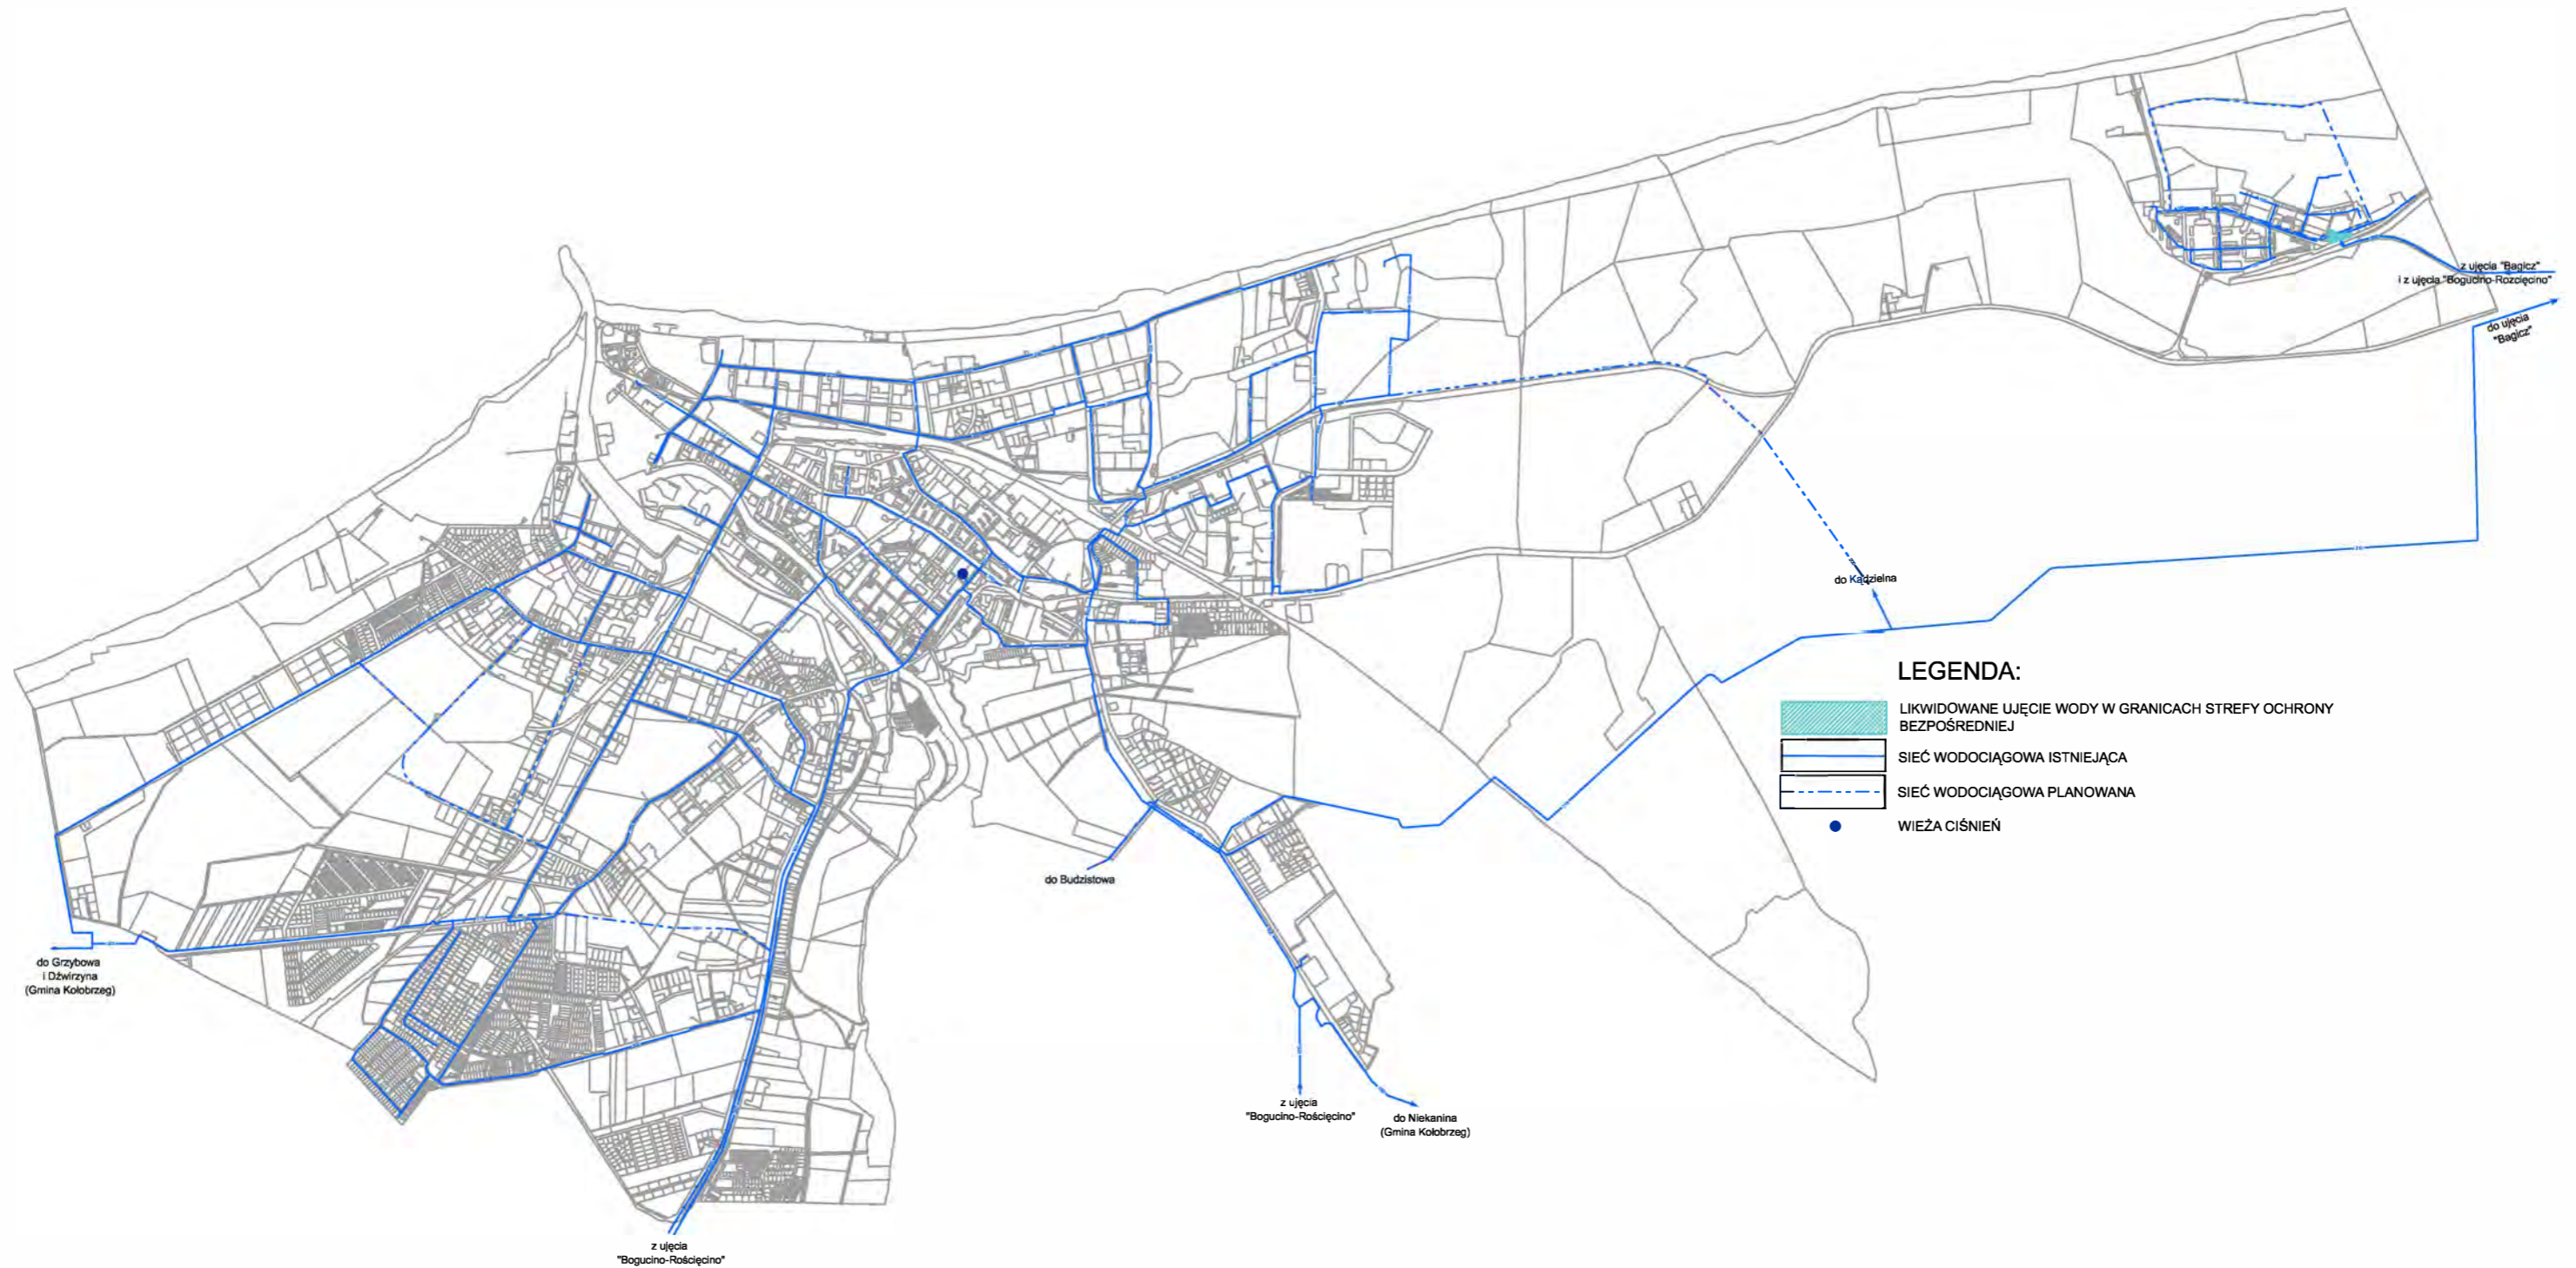 z ujęcia "Bagicz"
i z ujęcia "Bogucino-Rozcięcino"
do ujęcia
"Bagicz"
do Kądzielna
LEGENDA:
LIKWIDOWANE UJĘCIE WODY W GRANICACH STREFY OCHRONY
BEZPOŚREDNIEJ
SIEĆ WODOCIĄGOWA ISTNIEJĄCA
SIEĆ WODOCIĄGOWA PLANOWANA
WIEŻA CIŚNIEŃ
do Budzistowa
do Grzybowa
i Dźwirzyna
(Gmina Kołobrzeg)
z ujęcia
"Bogucino-Rościęcino"
do Niekanina
(Gmina Kołobrzeg)
z ujęcia
"Bogucino-Rościęcino"